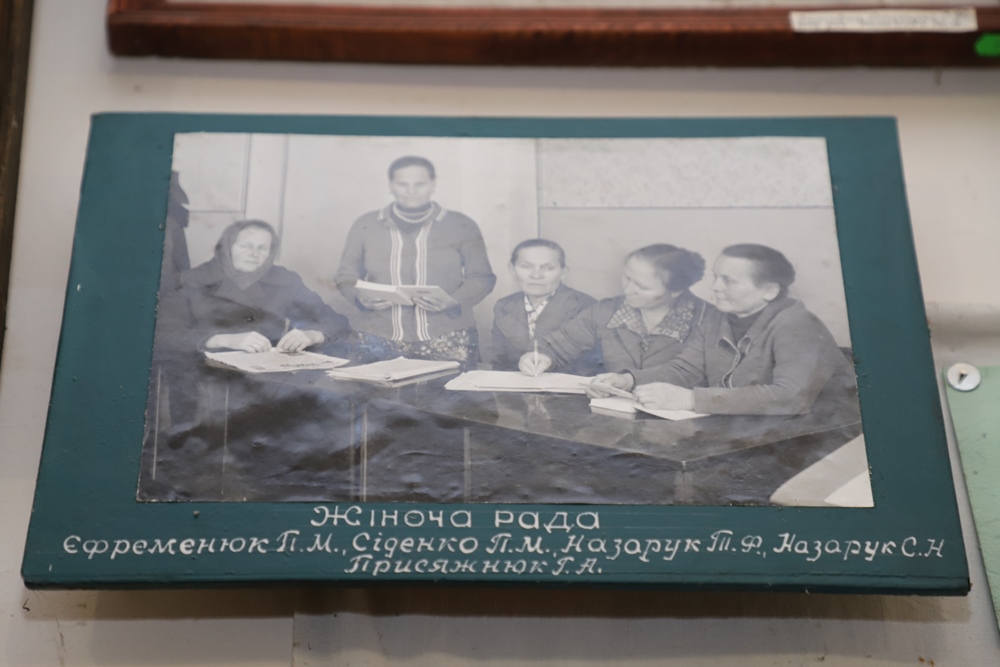 Жіноча рада
Єфременюк П.М., Сіденко П.М., Назарук Т.Ф., Назарук С.Н
Присяжнюк Г.А.